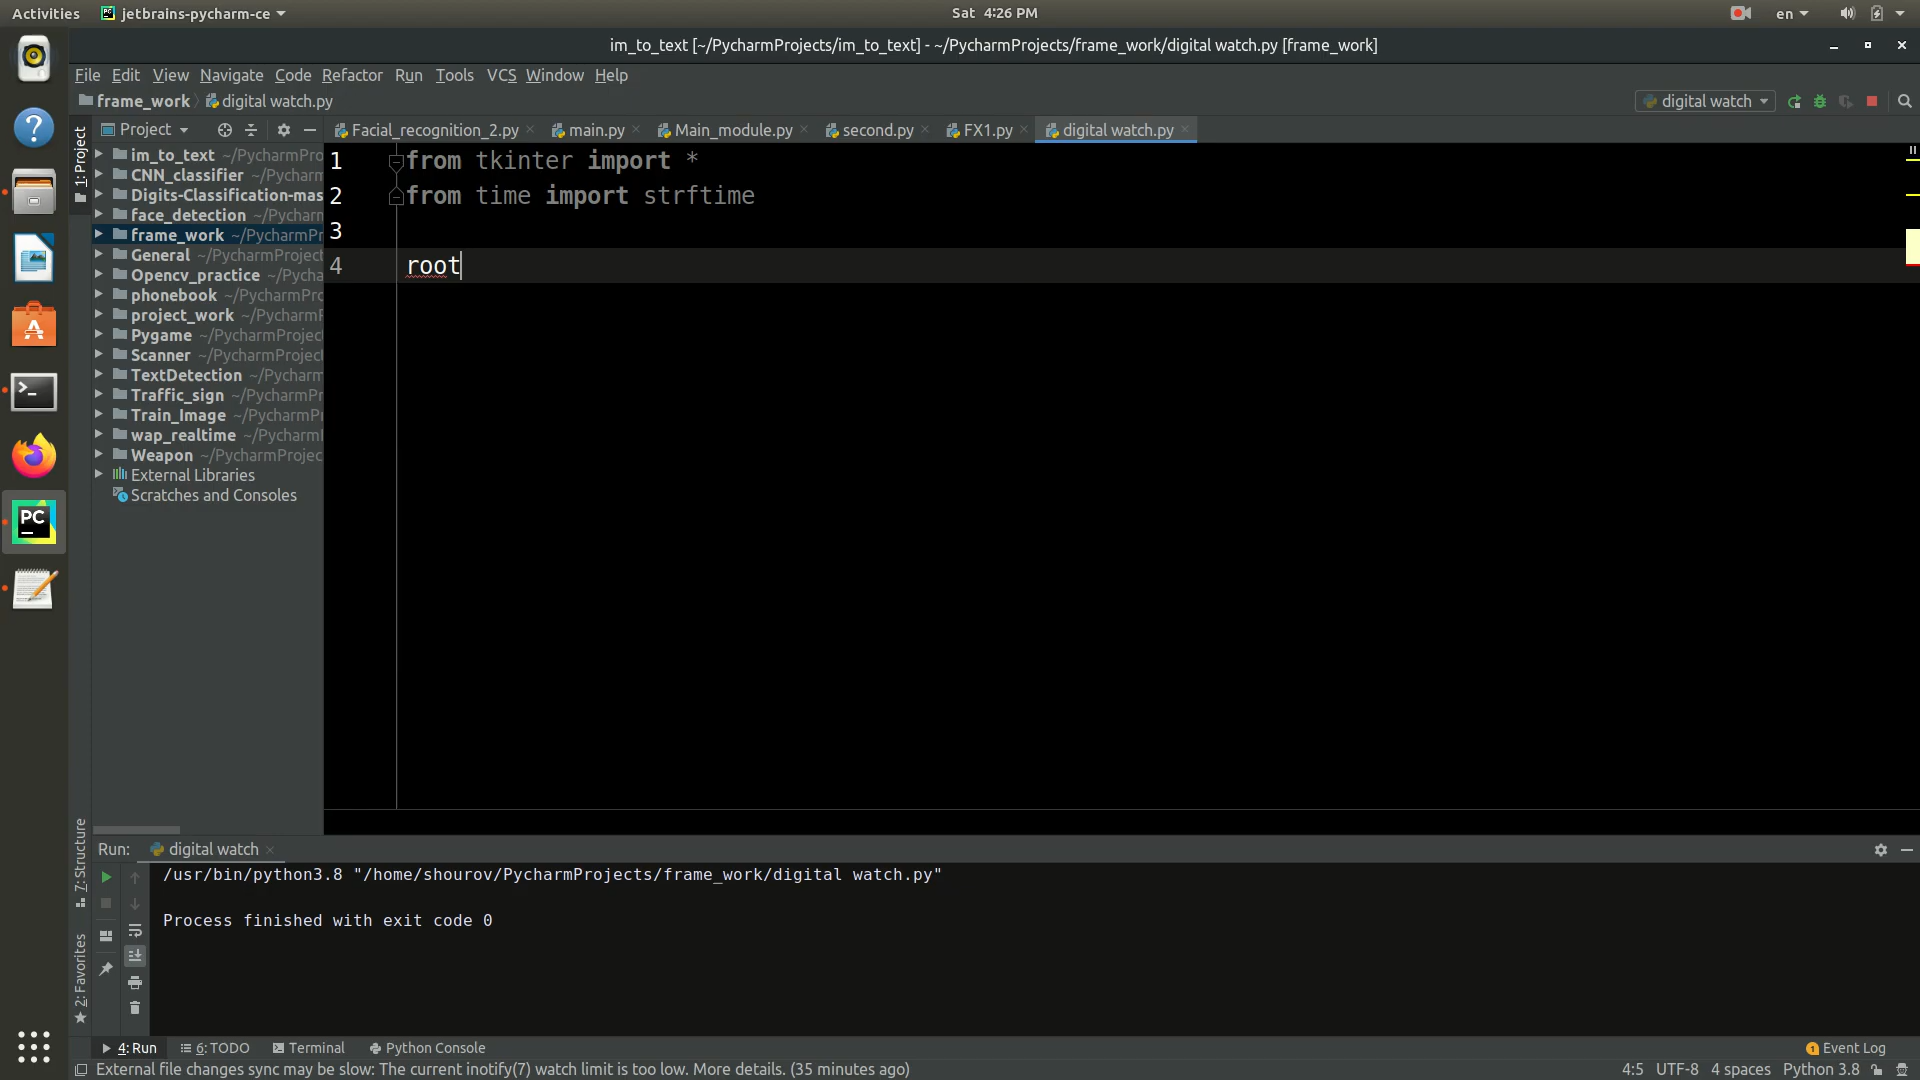 Activities jetbrains-pycharm-ce Sat 4:26 PM en
im_to_text [~/PycharmProjects/im_to_text] - ~/PycharmProjects/frame_work/digital watch.py [frame_work]
File Edit View Navigate Code Refactor Run Tools VCS Window Help
frame_work digital watch.py digital watch
Project Facial_recognition_2.py main.py Main_module.py second.py FX1.py digital watch.py
1: Project
im_to_text ~/PycharmPro
CNN_classifier ~/Pycharm
Digits-Classification-mas
face_detection ~/Pycharm
frame_work ~/PycharmPr
General ~/PycharmProject
Opencv_practice ~/Pycha
phonebook ~/PycharmPro
project_work ~/PycharmP
Pygame ~/PycharmProjec
Scanner ~/PycharmProject
TextDetection ~/Pycharm
Traffic_sign ~/PycharmPr
Train_Image ~/PycharmP
wap_realtime ~/PycharmP
Weapon ~/PycharmProjec
External Libraries
Scratches and Consoles
1 from tkinter import *
2 from time import strftime
3
4 root
7: Structure
2: Favorites
Run: digital watch
/usr/bin/python3.8 "/home/shourov/PycharmProjects/frame_work/digital watch.py"
Process finished with exit code 0
4: Run 6: TODO Terminal Python Console 1 Event Log
External file changes sync may be slow: The current inotify(7) watch limit is too low. More details. (35 minutes ago) 4:5 UTF-8 4 spaces Python 3.8